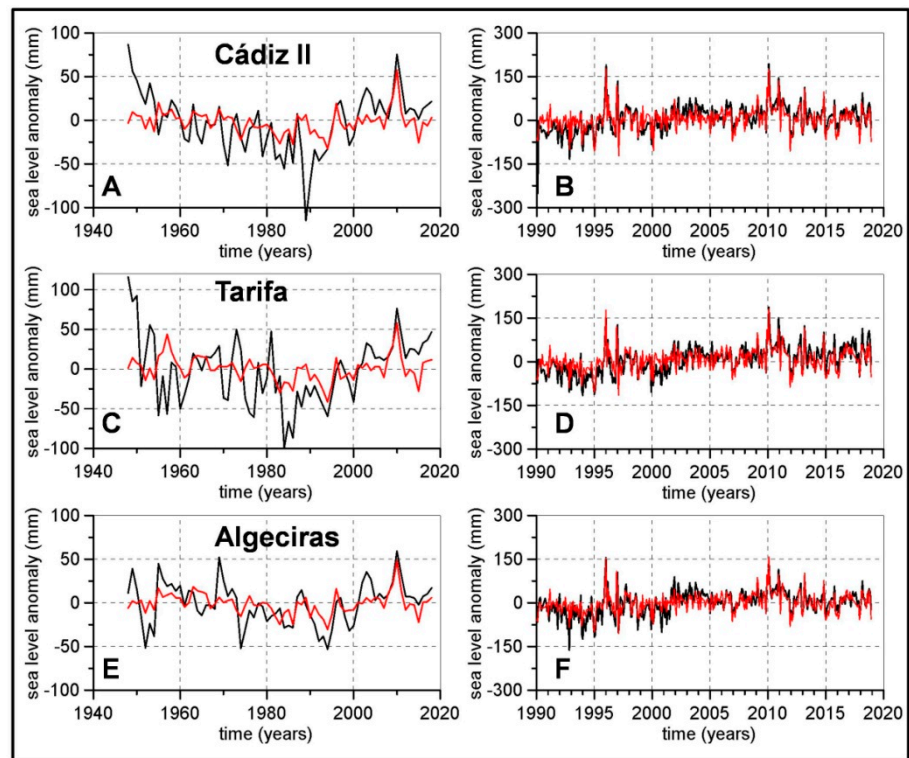 Cádiz II
sea level anomaly (mm)
100
50
0
-50
-100
A
1940 1960 1980 2000 2020
time (years)
sea level anomaly (mm)
300
150
0
-150
-300
B
1990 1995 2000 2005 2010 2015 2020
time (years)
Tarifa
sea level anomaly (mm)
100
50
0
-50
-100
C
1940 1960 1980 2000 2020
time (years)
sea level anomaly (mm)
300
150
0
-150
-300
D
1990 1995 2000 2005 2010 2015 2020
time (years)
Algeciras
sea level anomaly (mm)
100
50
0
-50
-100
E
1940 1960 1980 2000 2020
time (years)
sea level anomaly (mm)
300
150
0
-150
-300
F
1990 1995 2000 2005 2010 2015 2020
time (years)